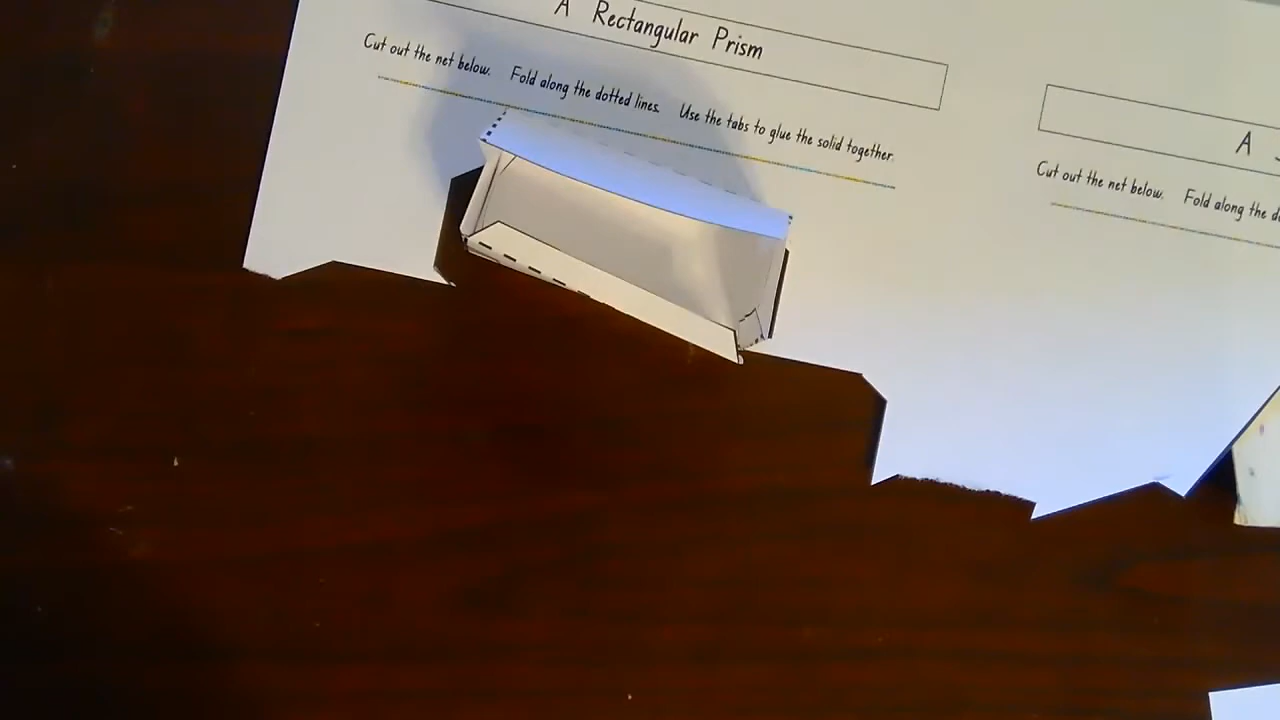 A Rectangular Prism
Cut out the net below. Fold along the dotted lines. Use the tabs to glue the solid together.
A
Cut out the net below. Fold along the